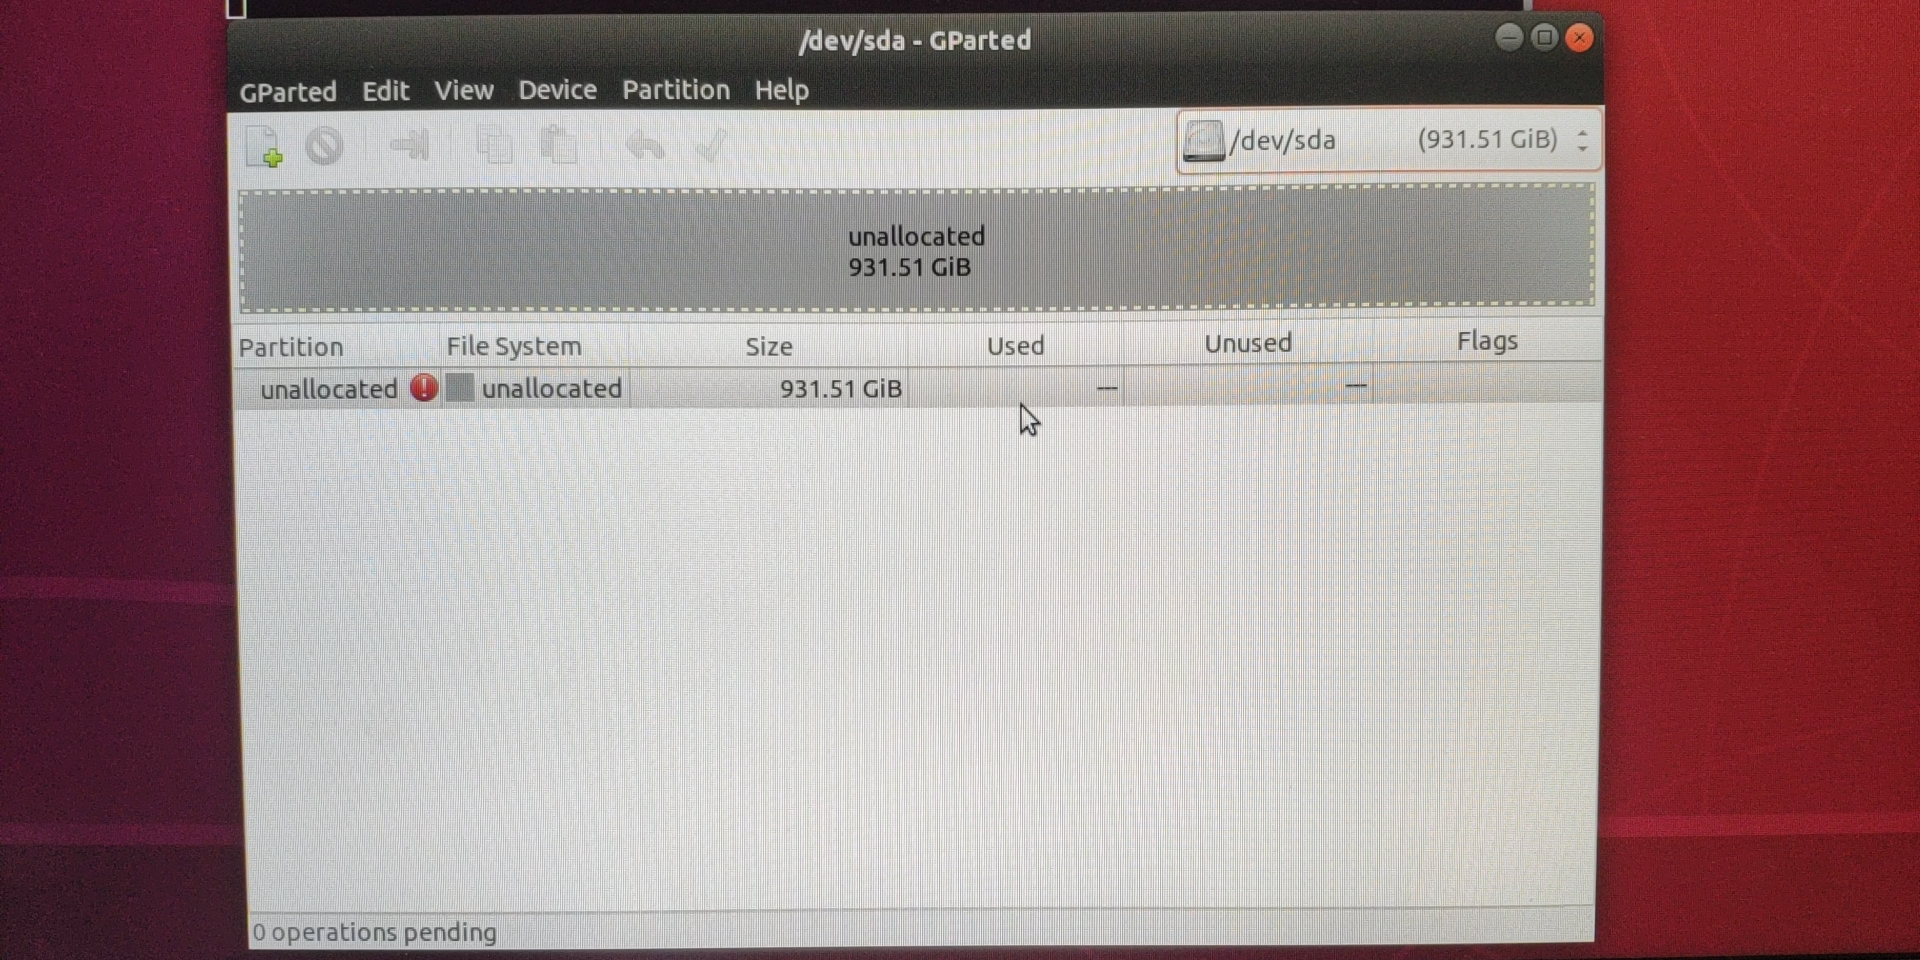 /dev/sda - GParted
GParted Edit View Device Partition Help
/dev/sda (931.51 GiB)
unallocated
931.51 GiB
Partition File System Size Used Unused Flags
unallocated unallocated 931.51 GiB --- ---
0 operations pending